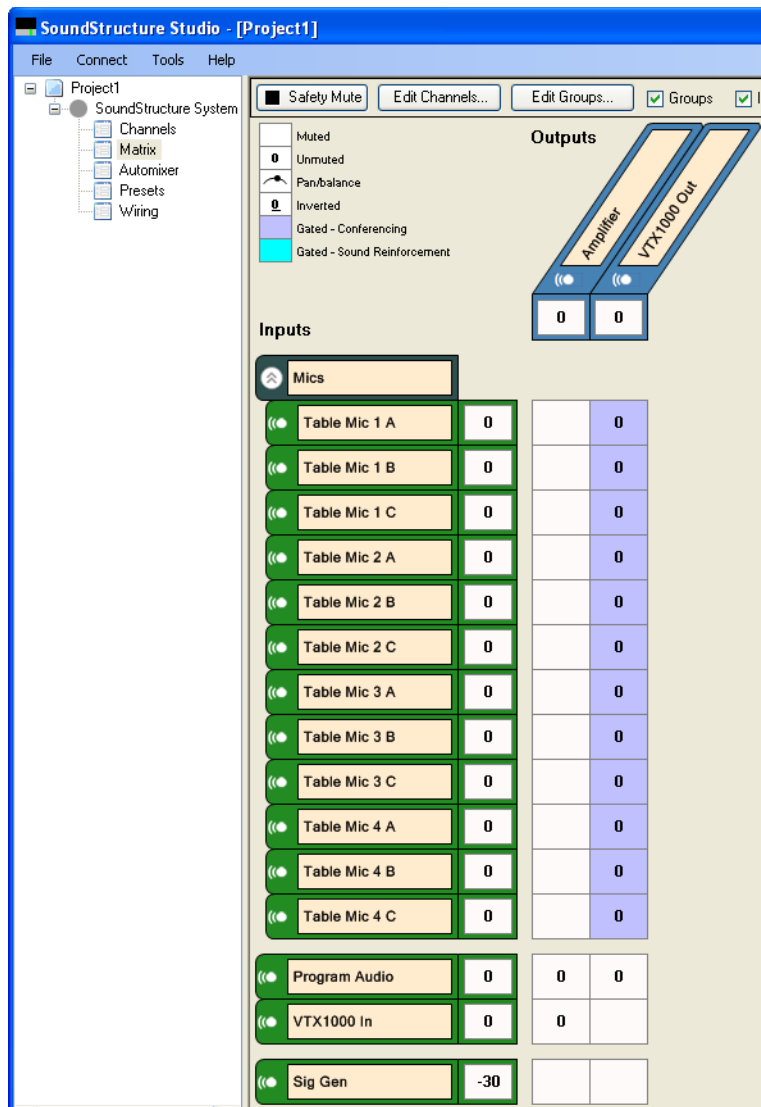 SoundStructure Studio - [Project1]
File Connect Tools Help
Project1
SoundStructure System
Channels
Matrix
Automixer
Presets
Wiring
Safety Mute Edit Channels... Edit Groups... Groups
Muted
0 Unmuted
Pan/balance
0 Inverted
Gated - Conferencing
Gated - Sound Reinforcement
Outputs
Amplifier
VTX1000 Out
0 0
Inputs
Mics
Table Mic 1 A 0 0
Table Mic 1 B 0 0
Table Mic 1 C 0 0
Table Mic 2 A 0 0
Table Mic 2 B 0 0
Table Mic 2 C 0 0
Table Mic 3 A 0 0
Table Mic 3 B 0 0
Table Mic 3 C 0 0
Table Mic 4 A 0 0
Table Mic 4 B 0 0
Table Mic 4 C 0 0
Program Audio 0 0 0
VTX1000 In 0 0
Sig Gen -30